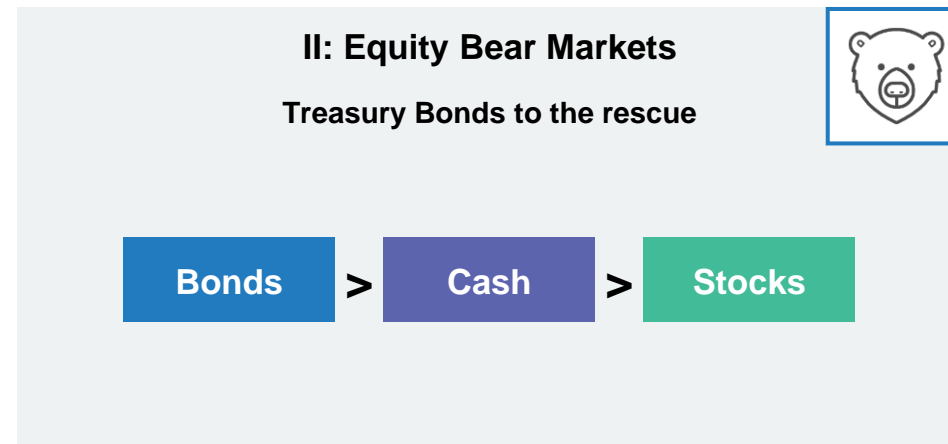 II: Equity Bear Markets
Treasury Bonds to the rescue
Bonds > Cash > Stocks